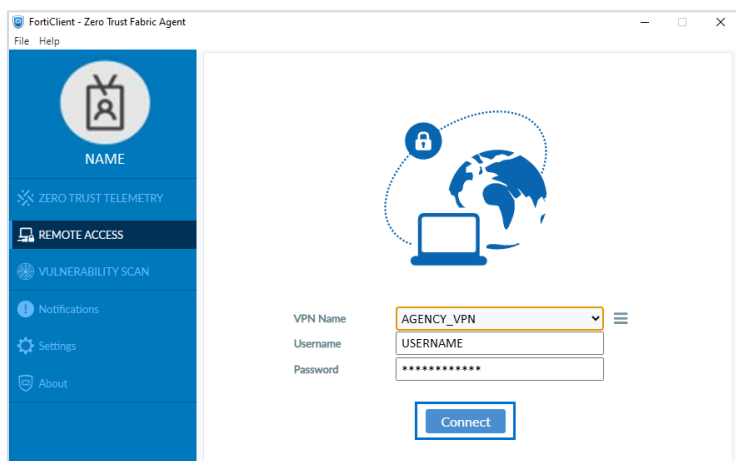 FortiClient - Zero Trust Fabric Agent
File Help
NAME
ZERO TRUST TELEMETRY
REMOTE ACCESS
VULNERABILITY SCAN
Notifications
Settings
About
VPN Name AGENCY_VPN
Username USERNAME
Password ************
Connect